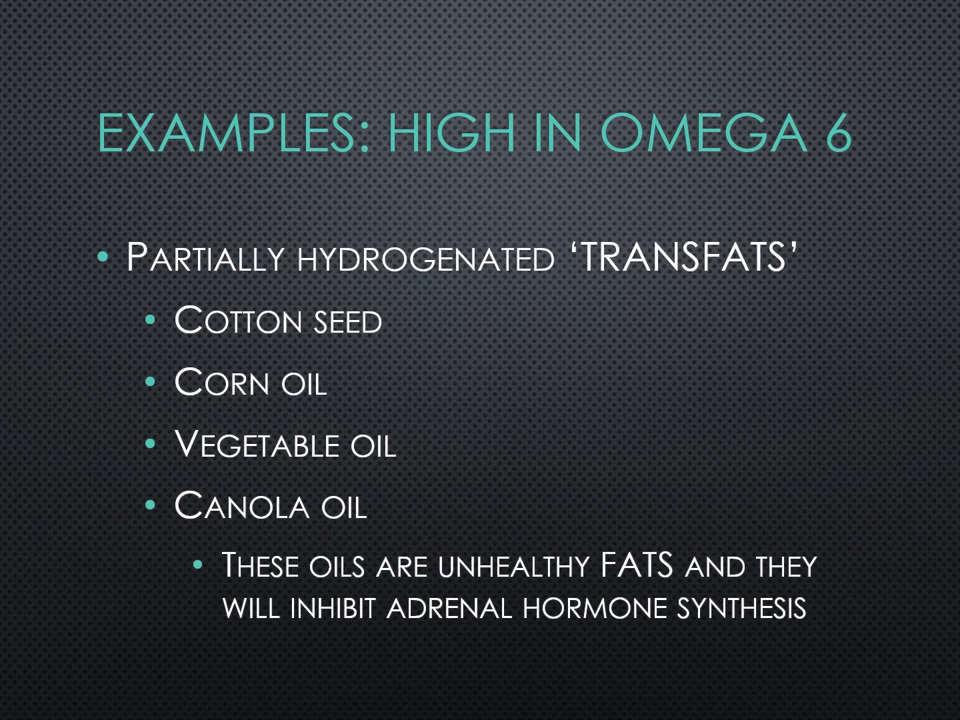 EXAMPLES: HIGH IN OMEGA 6
• PARTIALLY HYDROGENATED ‘TRANSFATS’
• COTTON SEED
• CORN OIL
• VEGETABLE OIL
• CANOLA OIL
• THESE OILS ARE UNHEALTHY FATS AND THEY
WILL INHIBIT ADRENAL HORMONE SYNTHESIS